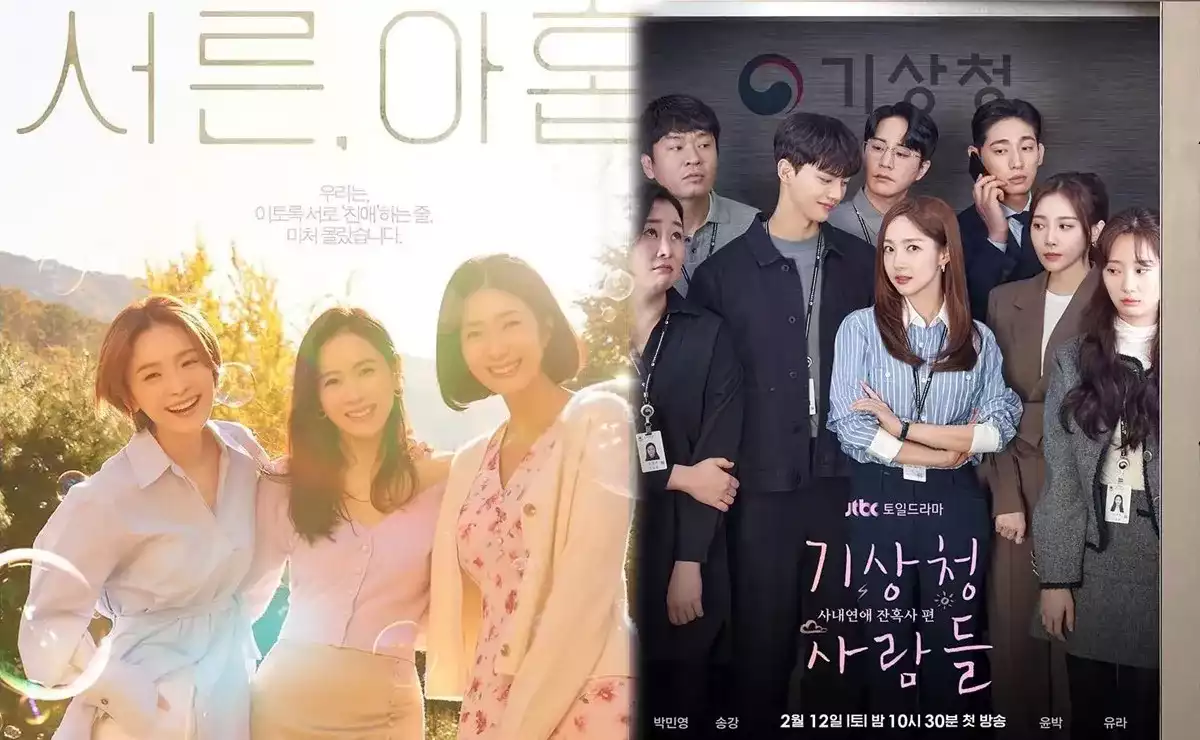 서른, 아홉
우리는,
이토록 서로 '친애'하는 줄,
미처 몰랐습니다.
기상청
jtbc 토일드라마
기상청
사내연애 잔혹사 편
사람들
박민영 송강 2월 12일 |토| 밤 10시 30분 첫 방송 윤박 유라